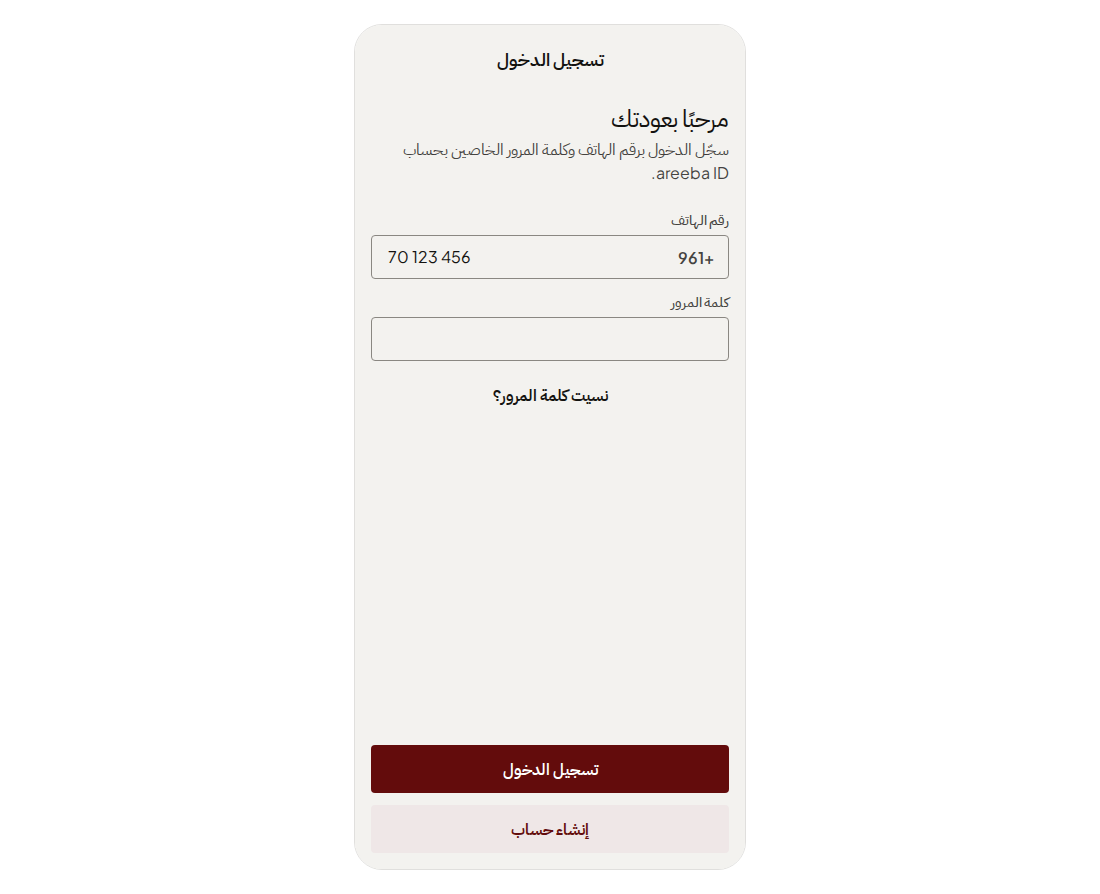 تسجيل الدخول
مرحبًا بعودتك
سجّل الدخول برقم الهاتف وكلمة المرور الخاصين بحساب
areeba ID.
رقم الهاتف
+961 70 123 456
كلمة المرور
نسيت كلمة المرور؟
تسجيل الدخول
إنشاء حساب